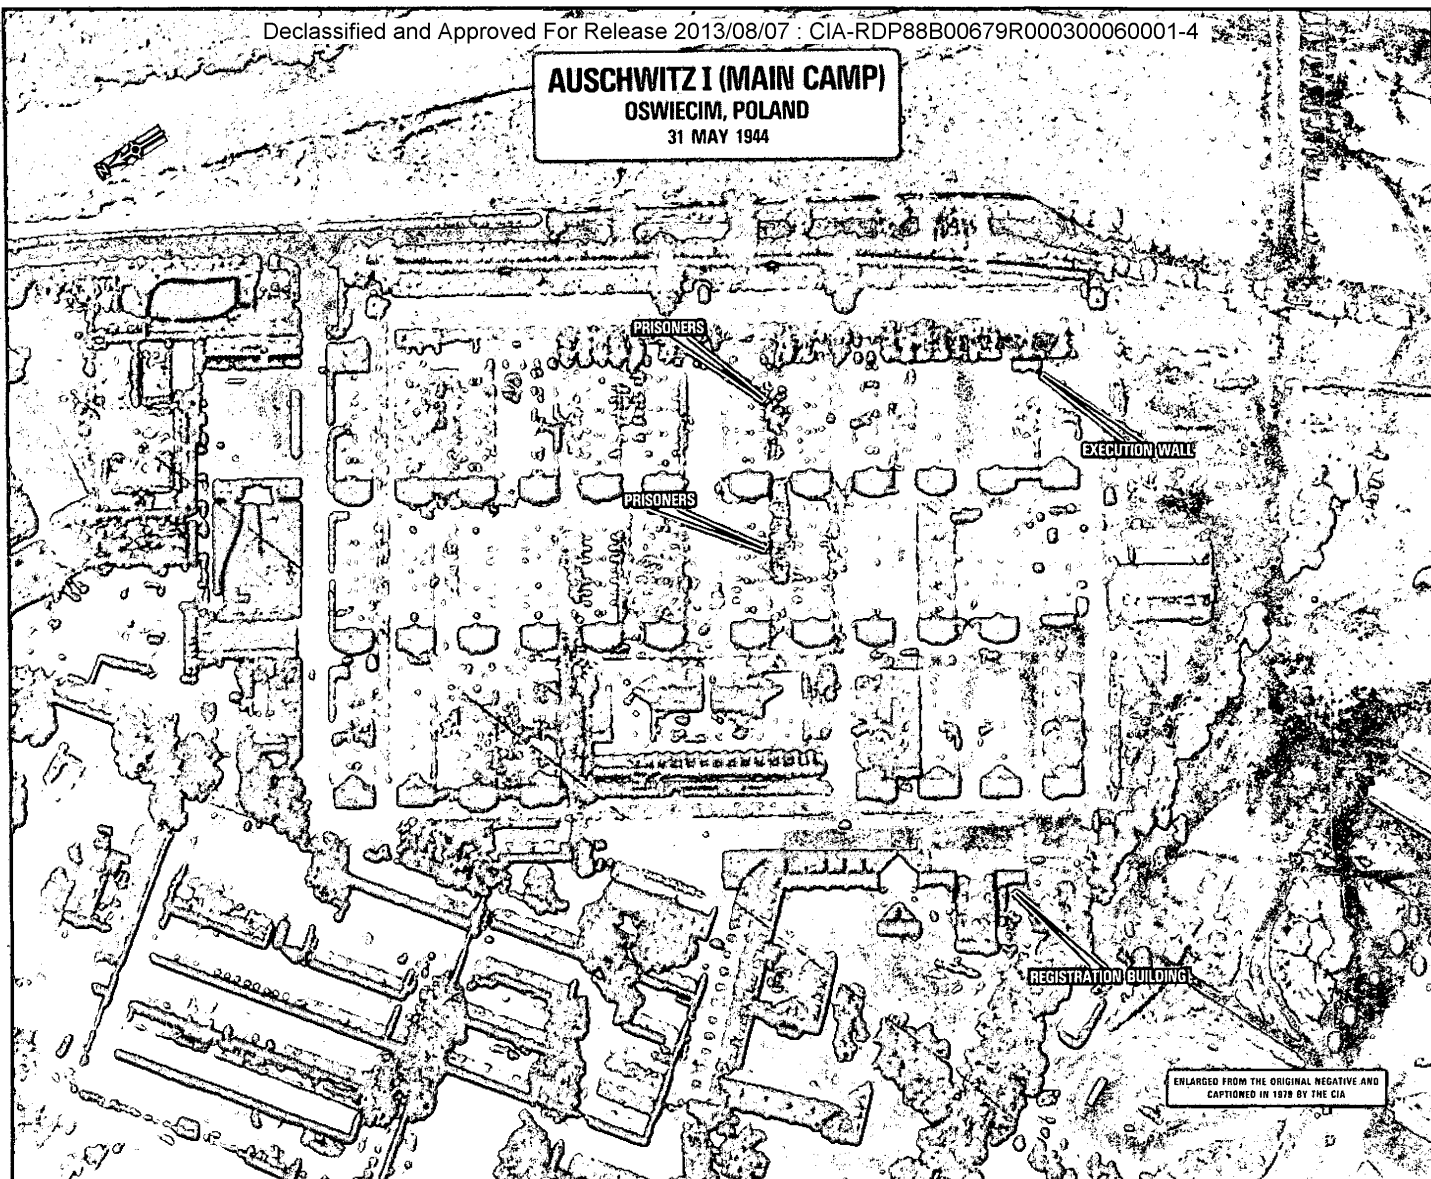 Declassified and Approved For Release 2013/08/07 : CIA-RDP88B00679R000300060001-4
AUSCHWITZ I (MAIN CAMP)
OSWIECIM, POLAND
31 MAY 1944
N
PRISONERS
EXECUTION WALL
PRISONERS
REGISTRATION BUILDING
ENLARGED FROM THE ORIGINAL NEGATIVE AND
CAPTIONED IN 1978 BY THE CIA